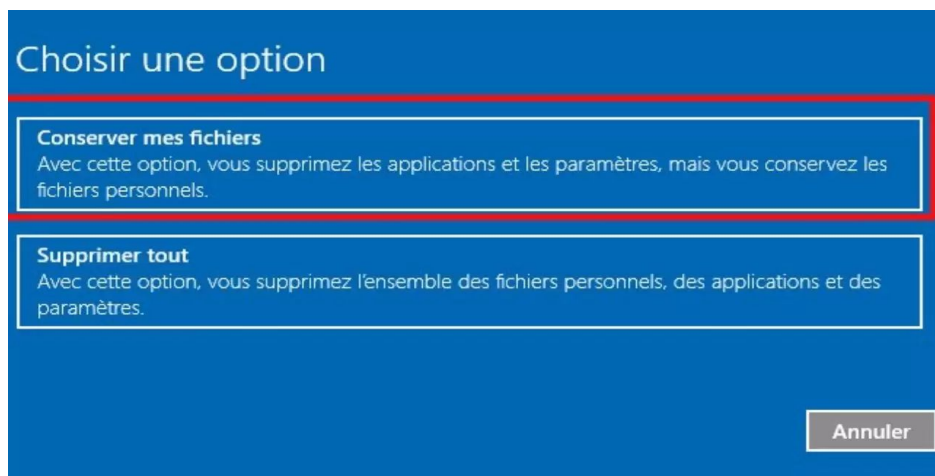 Choisir une option
Conserver mes fichiers
Avec cette option, vous supprimez les applications et les paramètres, mais vous conservez les
fichiers personnels.
Supprimer tout
Avec cette option, vous supprimez l'ensemble des fichiers personnels, des applications et des
paramètres.
Annuler